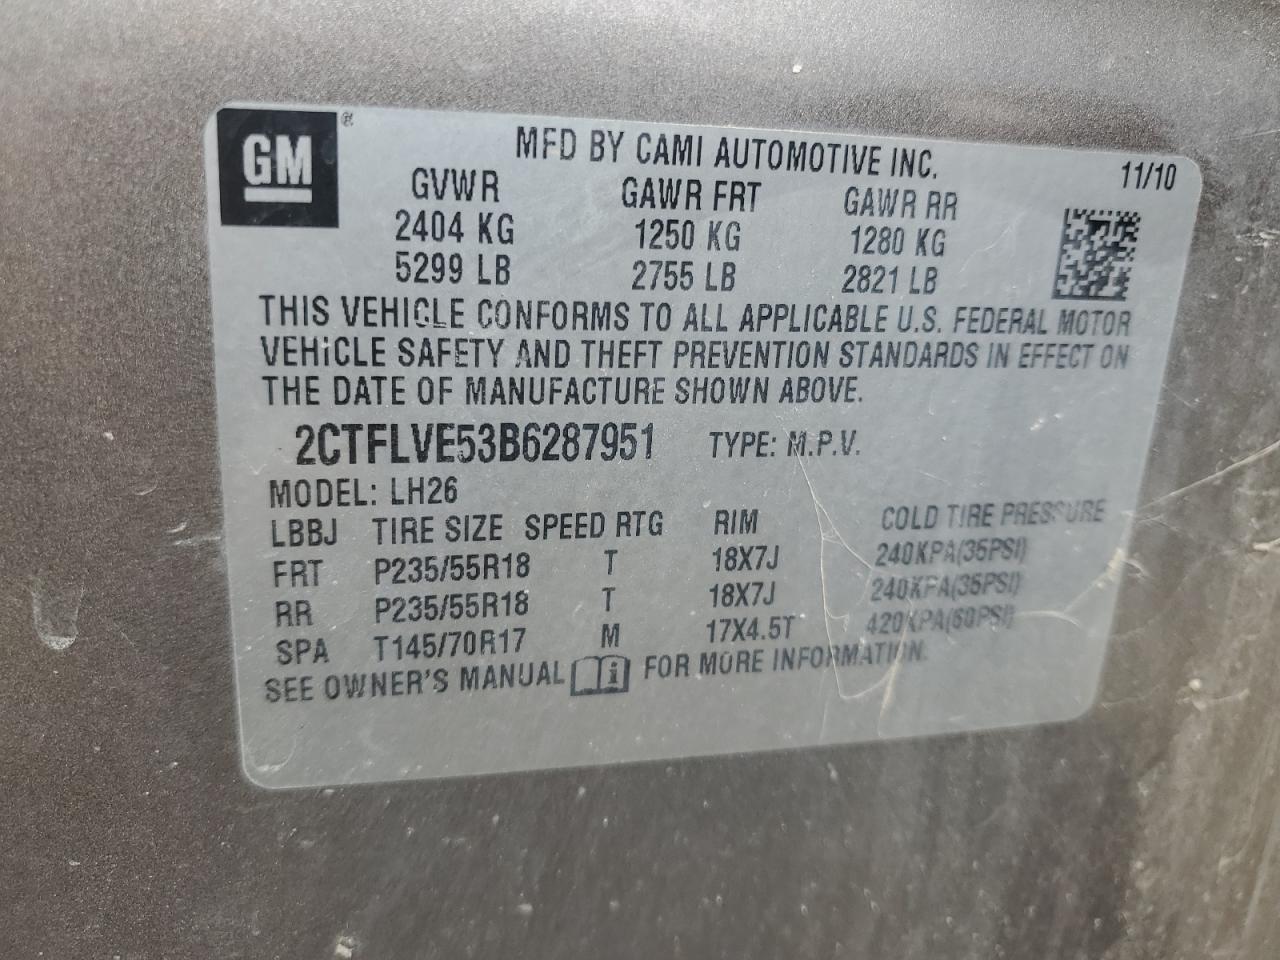 GM®
MFD BY CAMI AUTOMOTIVE INC. 11/10
GVWR GAWR FRT GAWR RR
2404 KG 1250 KG 1280 KG
5299 LB 2755 LB 2821 LB
THIS VEHICLE CONFORMS TO ALL APPLICABLE U.S. FEDERAL MOTOR
VEHICLE SAFETY AND THEFT PREVENTION STANDARDS IN EFFECT ON
THE DATE OF MANUFACTURE SHOWN ABOVE.
2CTFLVE53B6287951 TYPE: M.P.V.
MODEL: LH26
LBBJ TIRE SIZE SPEED RTG RIM COLD TIRE PRESSURE
FRT P235/55R18 T 18X7J 240KPA(35PSI)
RR P235/55R18 T 18X7J 240KPA(35PSI)
SPA T145/70R17 M 17X4.5T 420KPA(60PSI)
SEE OWNER'S MANUAL i FOR MORE INFORMATION.